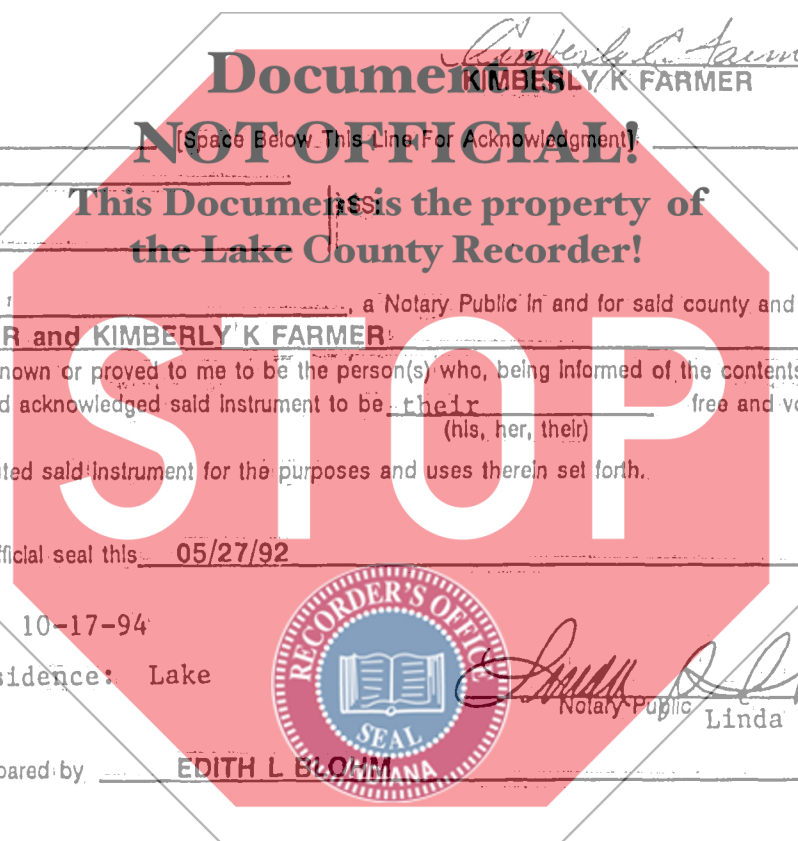 Kimberly K. Farm
KIMBERLY K FARMER
Document is
NOT OFFICIAL!
[Space Below This Line For Acknowledgment]
This Document is the property of
SS:
the Lake County Recorder!
, a Notary Public in and for said county and
R and KIMBERLY K FARMER
nown or proved to me to be the person(s) who, being informed of the contents
d acknowledged said instrument to be their free and vo
(his, her, their)
ted said instrument for the purposes and uses therein set forth.
STOP
fficial seal this 05/27/92
10-17-94
sidence: Lake
RECORDER'S OFFICE
SEAL
INDIANA
Notary Public
Linda
pared by EDITH L BLOHM